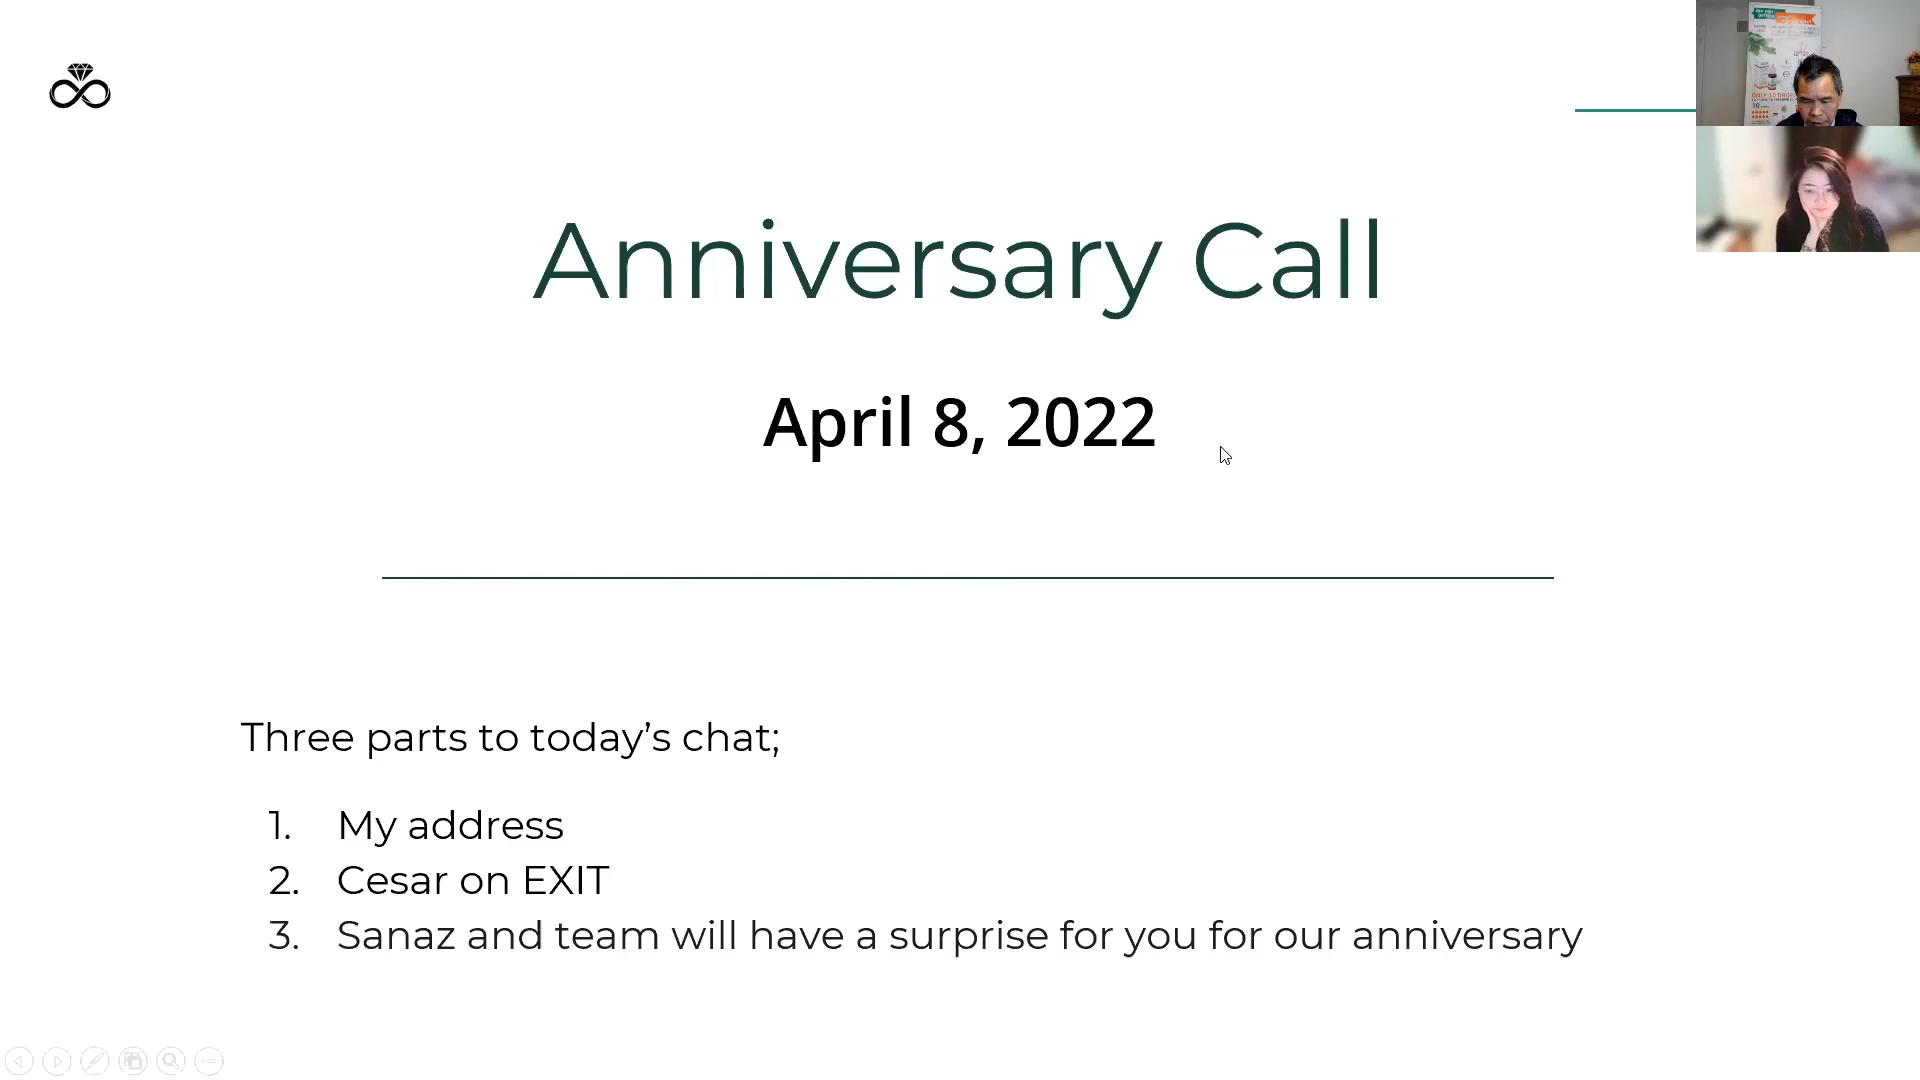 Anniversary Call
April 8, 2022
Three parts to today's chat;
1. My address
2. Cesar on EXIT
3. Sanaz and team will have a surprise for you for our anniversary